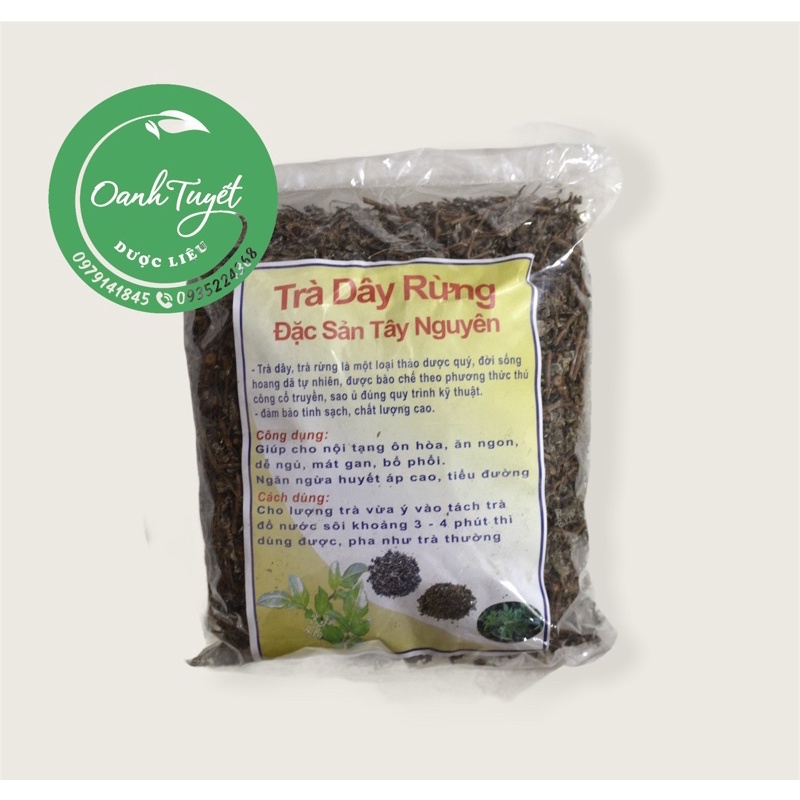 Oanh Tuyết
DƯỢC LIỆU
0979141845 0935224368
Trà Dây Rừng
Đặc Sản Tây Nguyên
- Trà dây, trà rừng là một loại thảo dược quý, đời sống
hoang dã tự nhiên, được bào chế theo phương thức thủ
công cổ truyền, sao ủ đúng quy trình kỹ thuật.
- đảm bảo tinh sạch, chất lượng cao.
Công dụng:
Giúp cho nội tạng ôn hòa, ăn ngon,
dễ ngủ, mát gan, bổ phổi.
Ngăn ngừa huyết áp cao, tiểu đường
Cách dùng:
Cho lượng trà vừa ý vào tách trà
đổ nước sôi khoảng 3 - 4 phút thì
dùng được, pha như trà thường